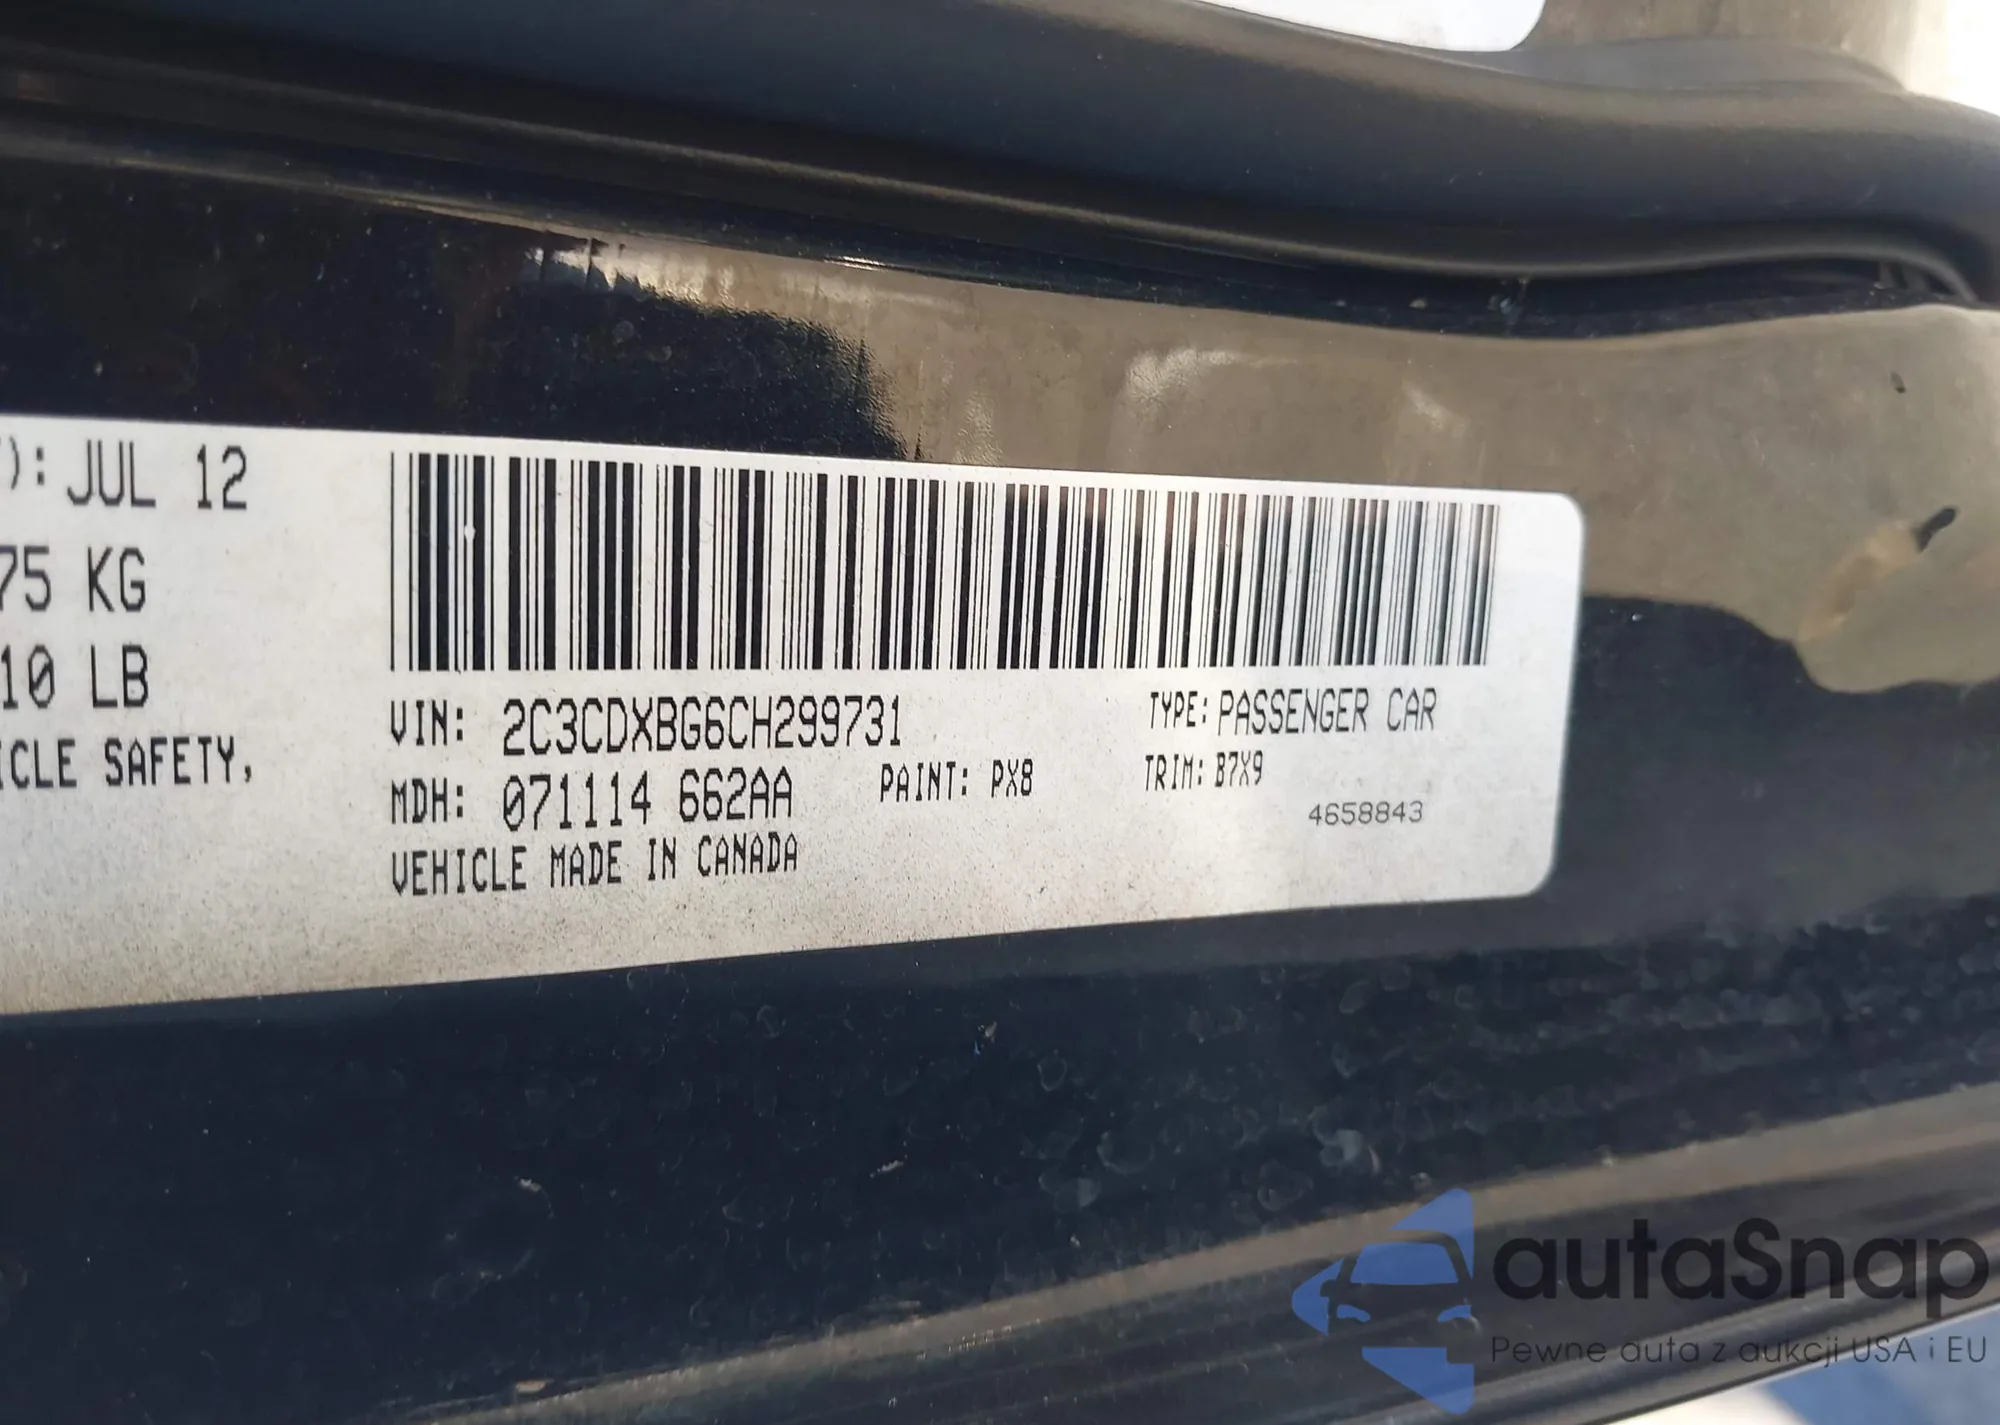 ): JUL 12
75 KG
10 LB
SAFETY,
VIN: 2C3CDXBG6CH299731
TYPE: PASSENGER CAR
MDH: 071114 662AA
PAINT: PX8
TRIM: B7X9
4658843
VEHICLE MADE IN CANADA
autaSnap
Pewne auta z aukcji USA i EU